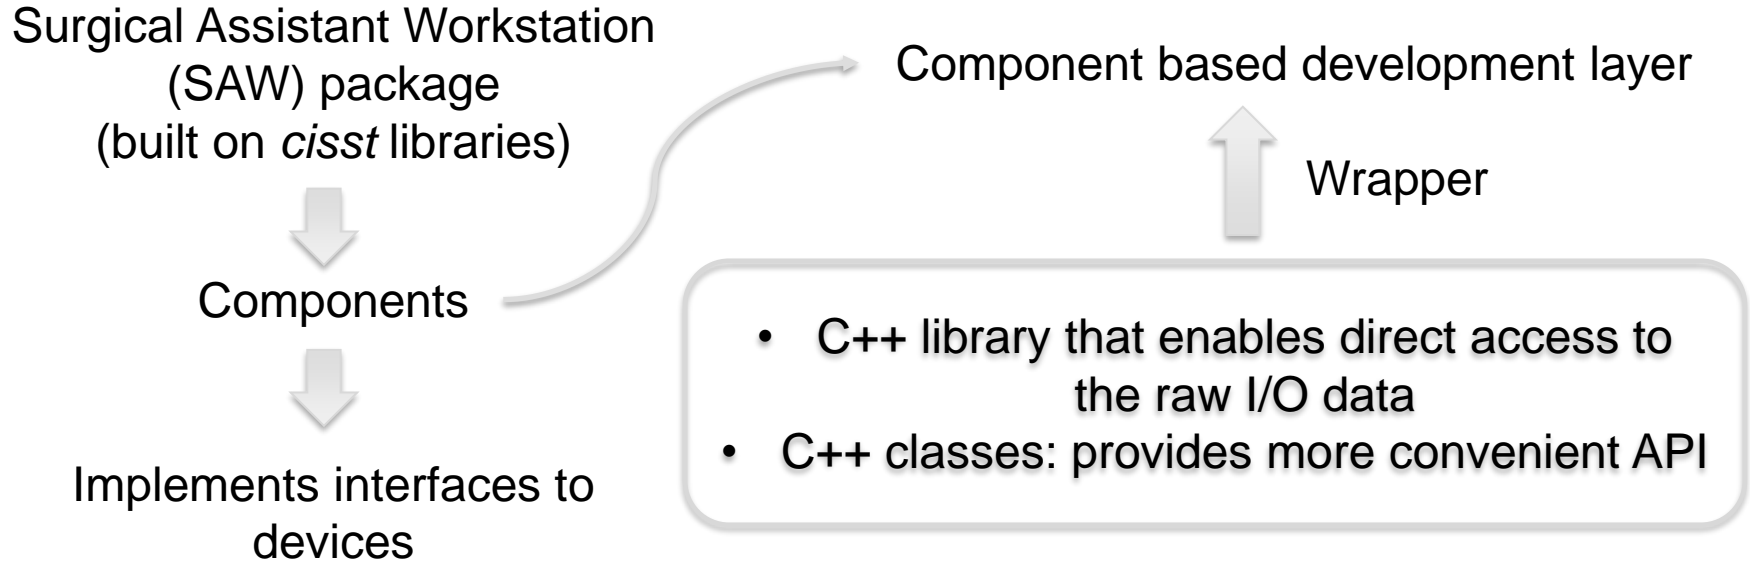 Surgical Assistant Workstation
(SAW) package
(built on cisst libraries)
Components
Implements interfaces to
devices
Component based development layer
Wrapper
• C++ library that enables direct access to
the raw I/O data
• C++ classes: provides more convenient API